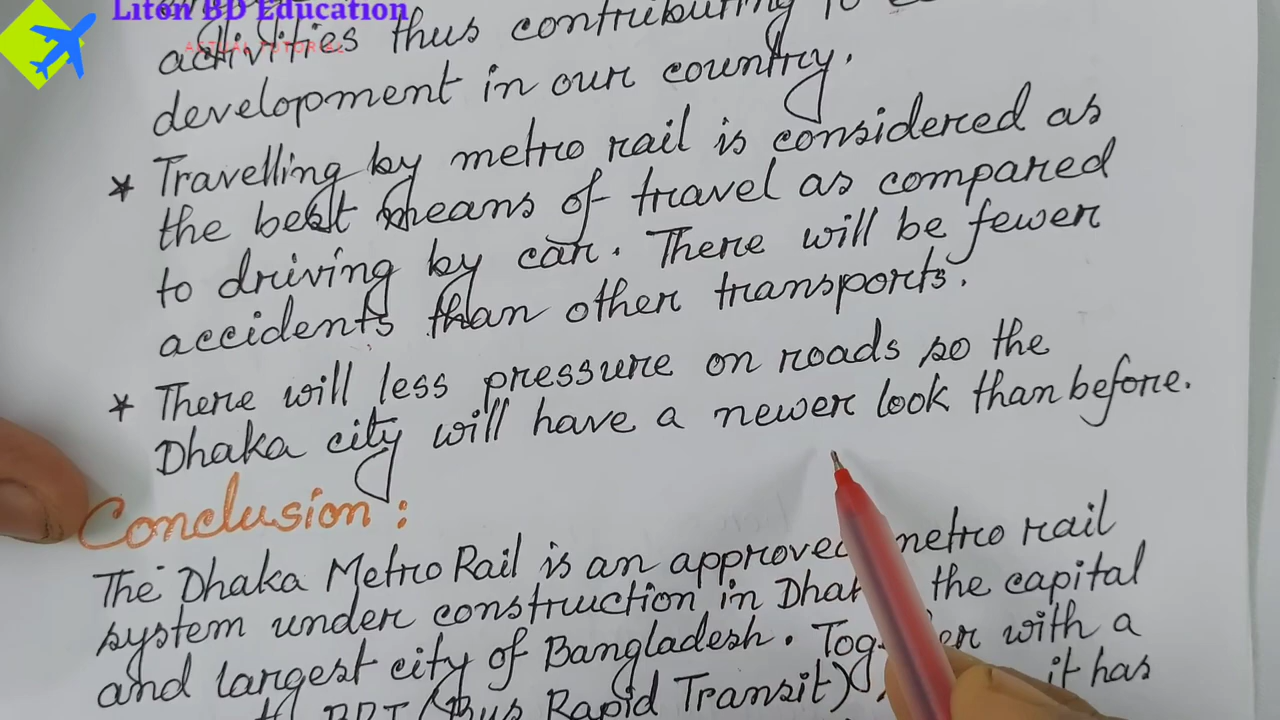 Liton BD Education
activities thus contributing to
development in our country.
* Travelling by metro rail is considered as
the best means of travel as compared
to driving by car. There will be fewer
accidents than other transports.
* There will less pressure on roads so the
Dhaka city will have a newer look than before.
Conclusion:
The Dhaka Metro Rail is an approved metro rail
system under construction in Dhaka the capital
and largest city of Bangladesh. Together with a
BRT (Bus Rapid Transit) it has